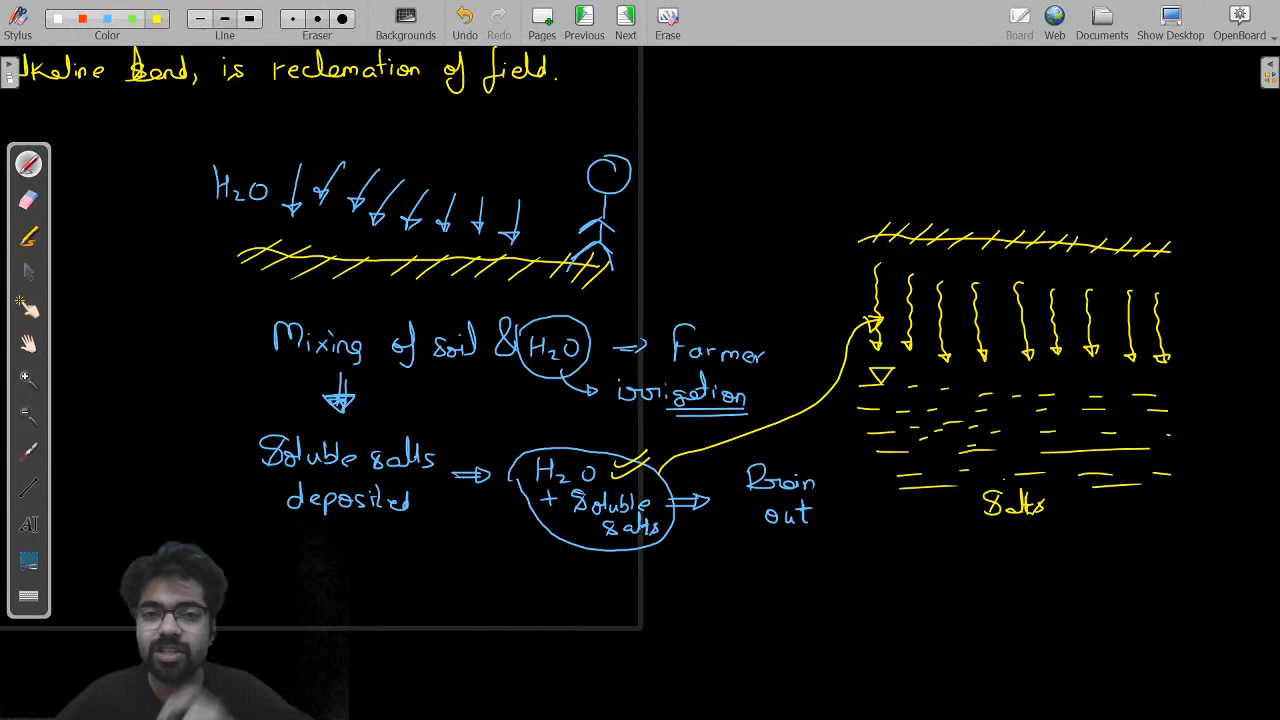 Stylus
Color
Line
Eraser
Backgrounds
Undo
Redo
Pages
Previous
Next
Erase
Board
Web
Documents
Show Desktop
OpenBoard
lkaline land, is reclamation of field.
H₂O
Mixing of soil & H₂O ⇒ Farmer
irrigation
Soluble salts
deposited
⇒ H₂O
+ Soluble
salts
⇒ Drain
out
Salts
AI